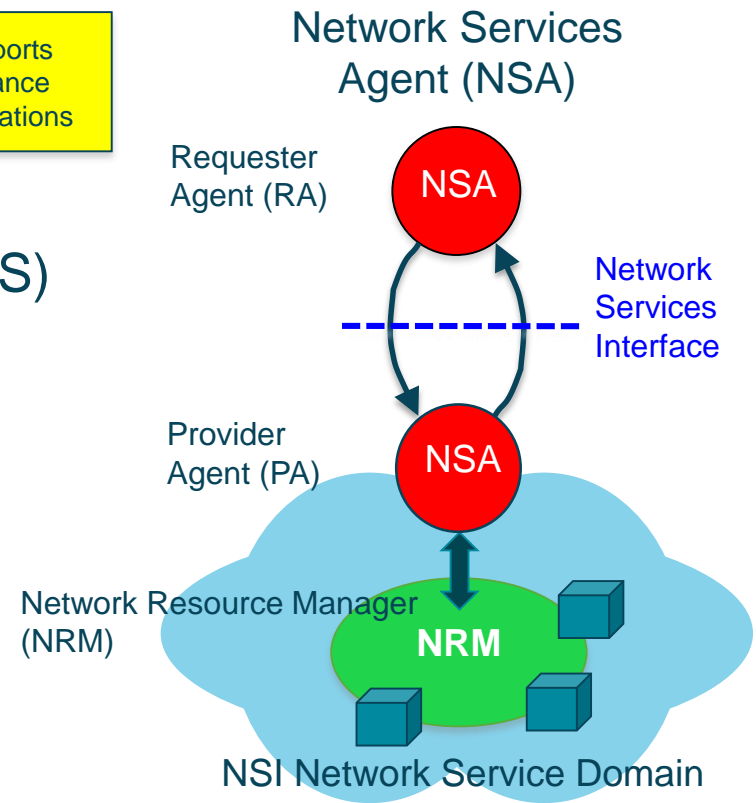 Network Services
Agent (NSA)
Requester
Agent (RA)
NSA
Network
Services
Interface
Provider
Agent (PA)
NSA
Network Resource Manager
(NRM)
NRM
NSI Network Service Domain